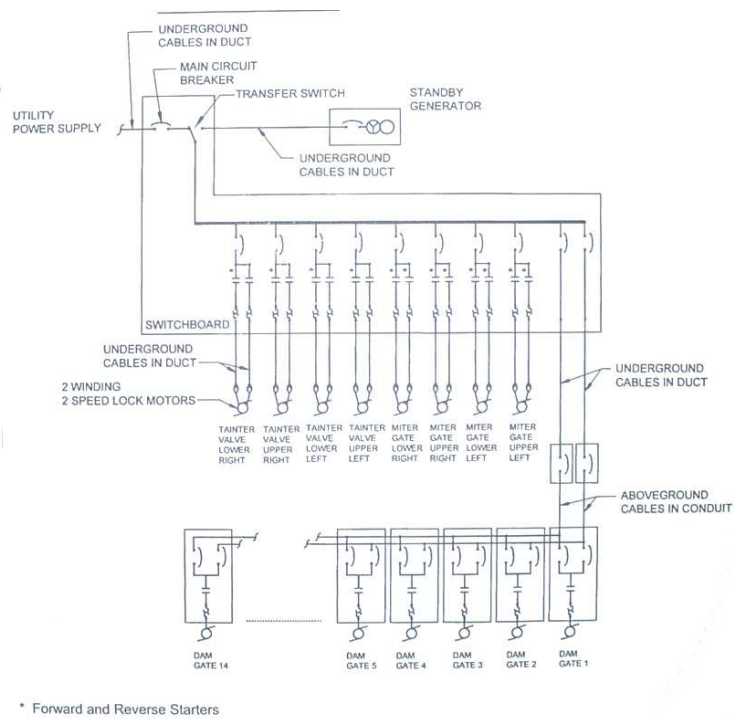 UNDERGROUND
CABLES IN DUCT
MAIN CIRCUIT
BREAKER
TRANSFER SWITCH
STANDBY
GENERATOR
UTILITY
POWER SUPPLY
UNDERGROUND
CABLES IN DUCT
SWITCHBOARD
UNDERGROUND
CABLES IN DUCT
2 WINDING
2 SPEED LOCK MOTORS
UNDERGROUND
CABLES IN DUCT
TAINTER TAINTER TAINTER TAINTER MITER MITER MITER MITER
VALVE VALVE VALVE VALVE GATE GATE GATE GATE
LOWER UPPER LOWER UPPER LOWER UPPER LOWER UPPER
RIGHT RIGHT LEFT LEFT RIGHT RIGHT LEFT LEFT
ABOVEGROUND
CABLES IN CONDUIT
DAM DAM DAM DAM DAM DAM
GATE 14 GATE 5 GATE 4 GATE 3 GATE 2 GATE 1
* Forward and Reverse Starters